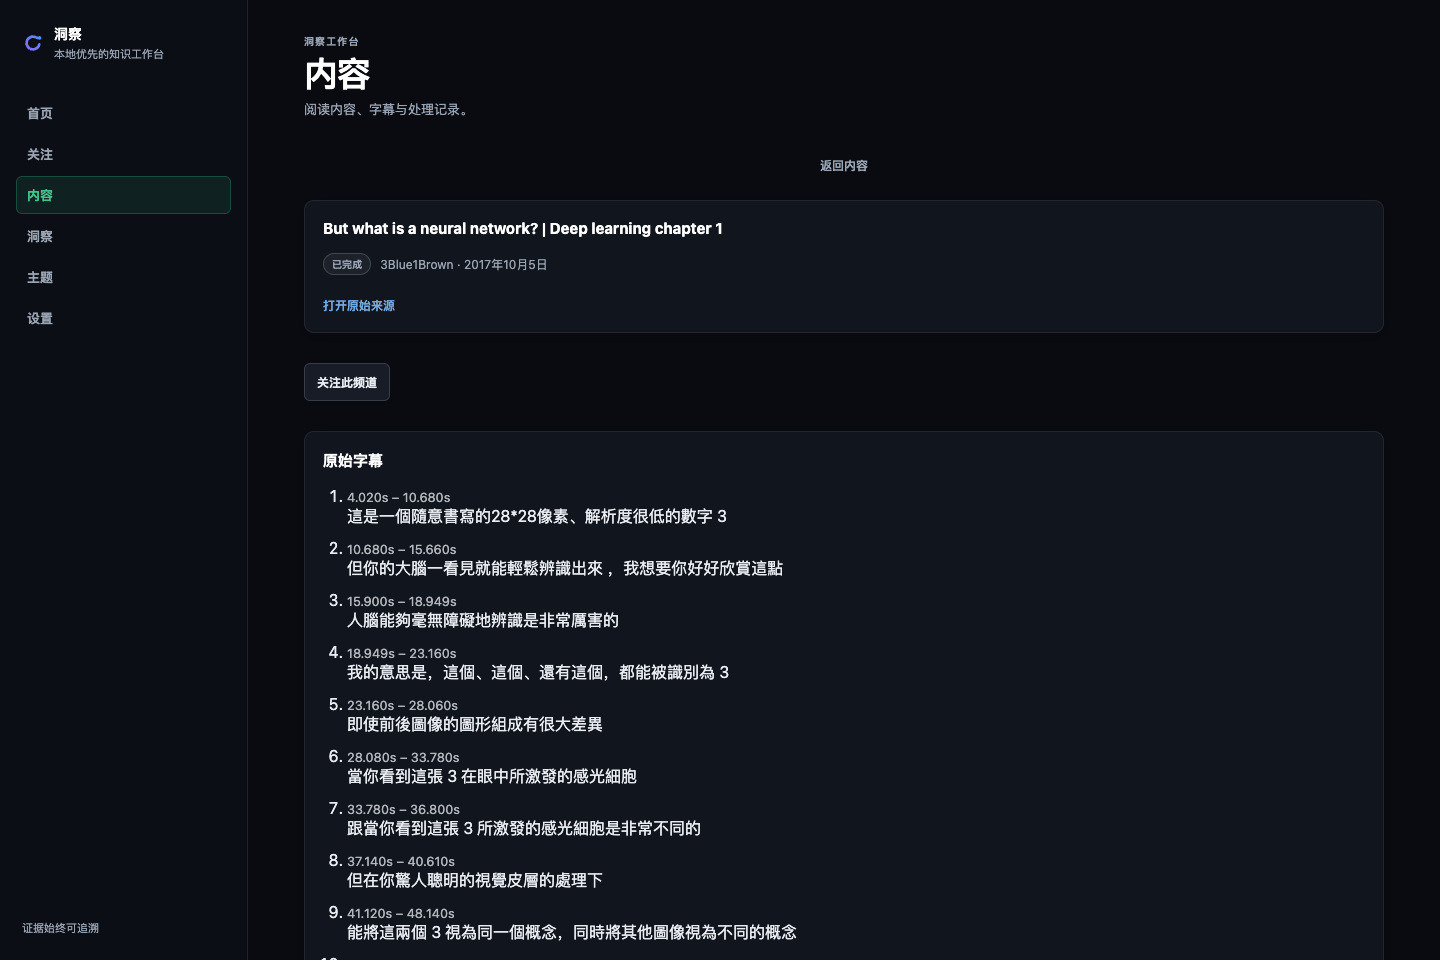 洞察
本地优先的知识工作台
首页
关注
内容
洞察
主题
设置
证据始终可追溯
洞察工作台
内容
阅读内容、字幕与处理记录。
返回内容
But what is a neural network? | Deep learning chapter 1
已完成 3Blue1Brown · 2017年10月5日
打开原始来源
关注此频道
原始字幕
1. 4.020s – 10.680s
這是一個隨意書寫的28*28像素、解析度很低的數字 3
2. 10.680s – 15.660s
但你的大腦一看見就能輕鬆辨識出來 ，我想要你好好欣賞這點
3. 15.900s – 18.949s
人腦能夠毫無障礙地辨識是非常厲害的
4. 18.949s – 23.160s
我的意思是，這個、這個、還有這個，都能被識別為 3
5. 23.160s – 28.060s
即使前後圖像的圖形組成有很大差異
6. 28.080s – 33.780s
當你看到這張 3 在眼中所激發的感光細胞
7. 33.780s – 36.800s
跟當你看到這張 3 所激發的感光細胞是非常不同的
8. 37.140s – 40.610s
但在你驚人聰明的視覺皮層的處理下
9. 41.120s – 48.140s
能將這兩個 3 視為同一個概念，同時將其他圖像視為不同的概念